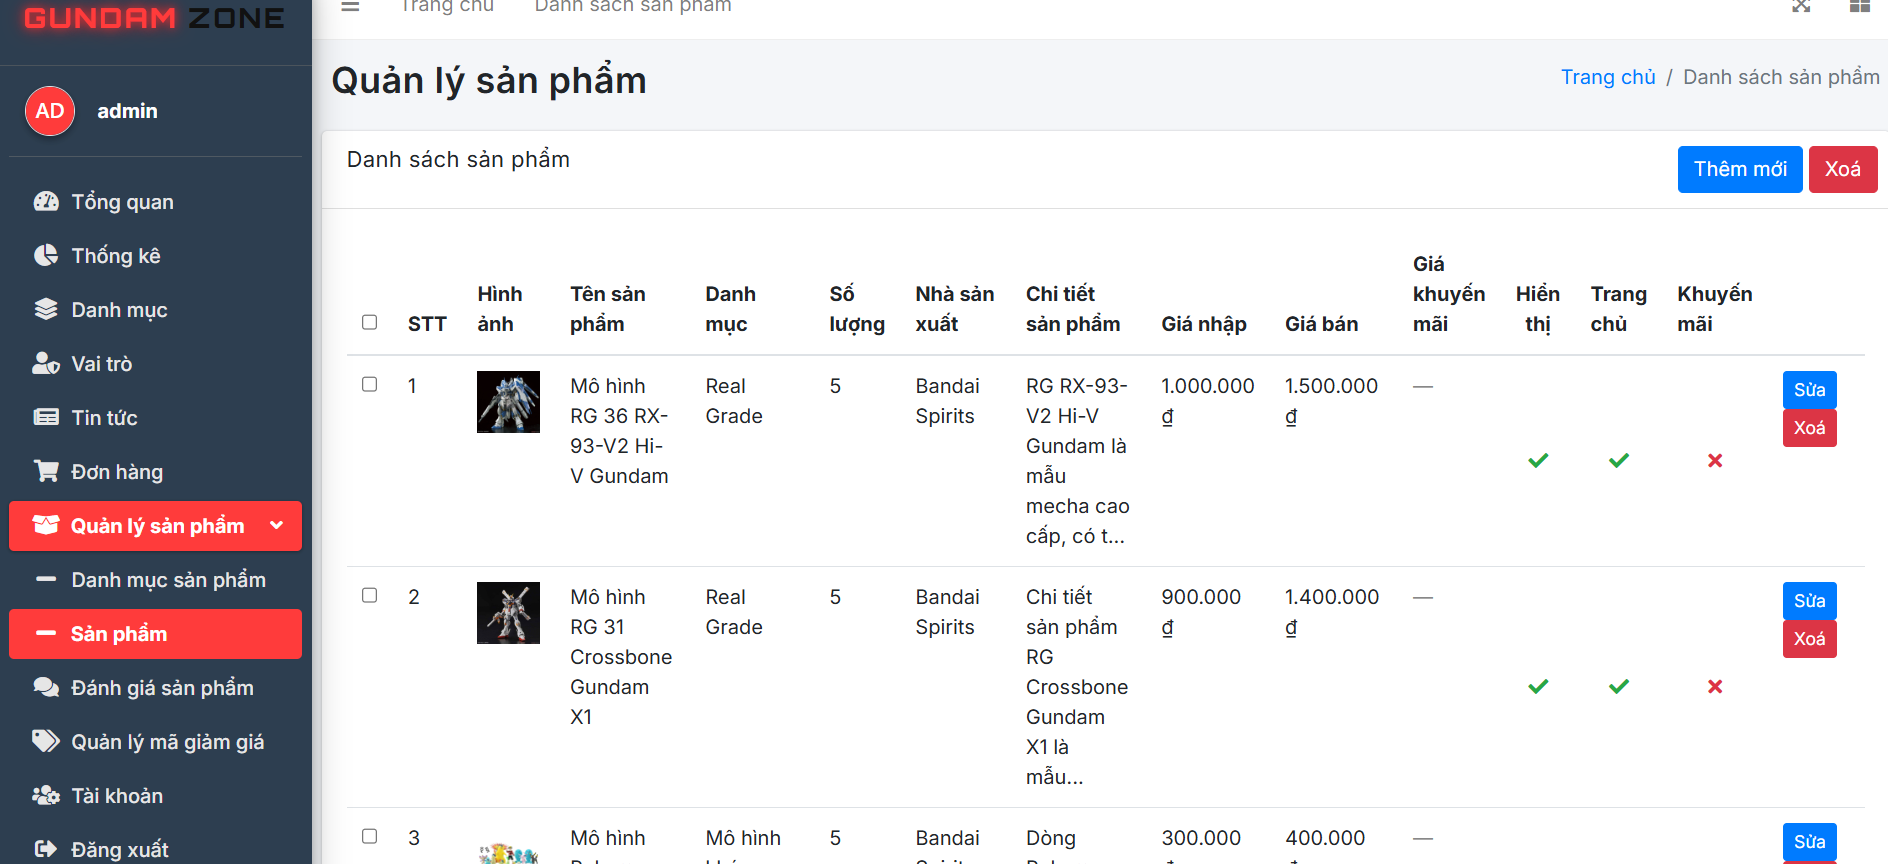 GUNDAM ZONE
Trang chủ
Danh sách sản phẩm
AD
admin
Tổng quan
Thống kê
Danh mục
Vai trò
Tin tức
Đơn hàng
Quản lý sản phẩm
Danh mục sản phẩm
Sản phẩm
Đánh giá sản phẩm
Quản lý mã giảm giá
Tài khoản
Đăng xuất
Quản lý sản phẩm
Trang chủ / Danh sách sản phẩm
Danh sách sản phẩm
Thêm mới
Xoá
STT
Hình
ảnh
Tên sản
phẩm
Danh
mục
Số
lượng
Nhà sản
xuất
Chi tiết
sản phẩm
Giá nhập
Giá bán
Giá
khuyến
mãi
Hiển
thị
Trang
chủ
Khuyến
mãi
1
Mô hình
RG 36 RX-
93-V2 Hi-
V Gundam
Real
Grade
5
Bandai
Spirits
RG RX-93-
V2 Hi-V
Gundam là
mẫu
mecha cao
cấp, có t...
1.000.000
₫
1.500.000
₫
—
Sửa
Xoá
2
Mô hình
RG 31
Crossbone
Gundam
X1
Real
Grade
5
Bandai
Spirits
Chi tiết
sản phẩm
RG
Crossbone
Gundam
X1 là
mẫu...
900.000
₫
1.400.000
₫
—
Sửa
Xoá
3
Mô hình
Mô hình
5
Bandai
Dòng
300.000
400.000
—
Sửa